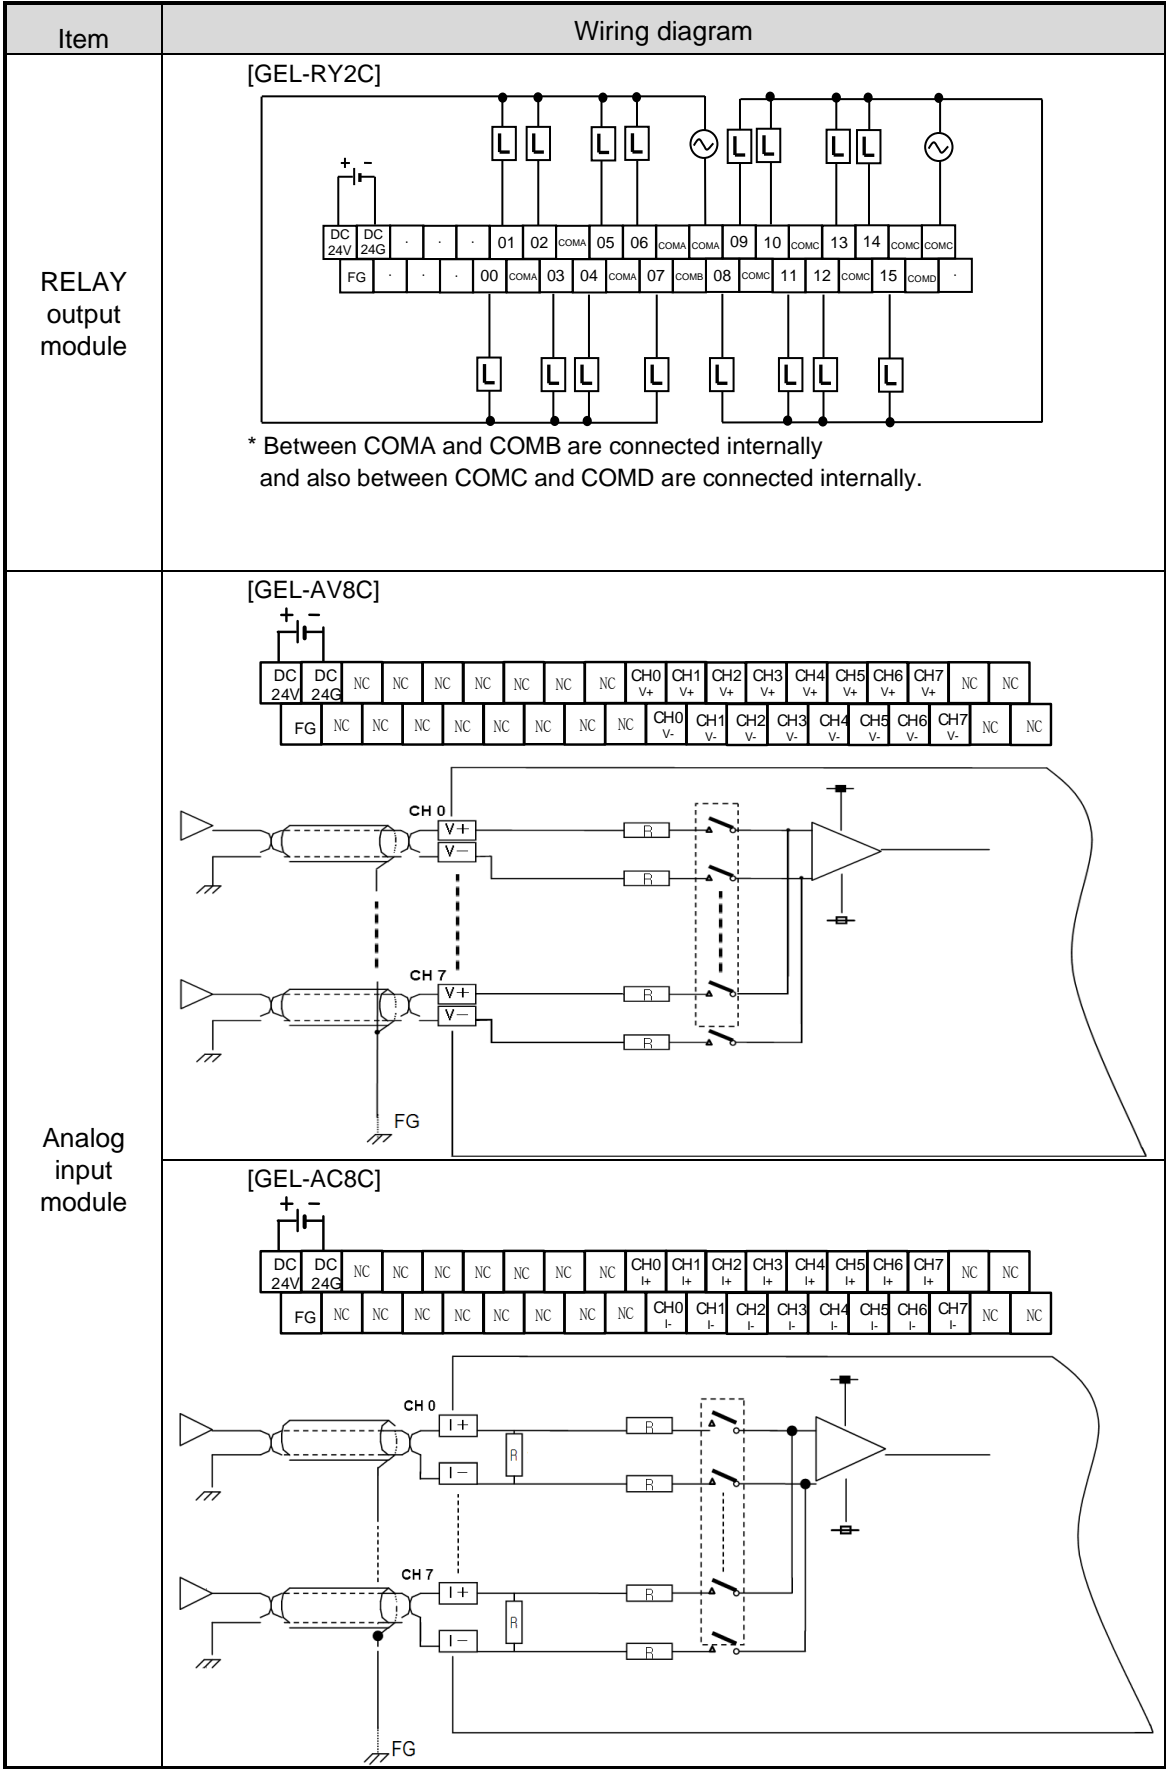 Item
Wiring diagram
RELAY
output
module
[GEL-RY2C]
L L L L L L L L
+ −
DC 24V DC 24G · · · 01 02 COMA 05 06 COMA COMA 09 10 COMC 13 14 COMC COMC
FG · · · 00 COMA 03 04 COMA 07 COMB 08 COMC 11 12 COMC 15 COMD ·
L L L L L L L L
* Between COMA and COMB are connected internally
and also between COMC and COMD are connected internally.
Analog
input
module
[GEL-AV8C]
+ −
DC 24V DC 24G NC NC NC NC NC NC NC CH0 V+ CH1 V+ CH2 V+ CH3 V+ CH4 V+ CH5 V+ CH6 V+ CH7 V+ NC NC
FG NC NC NC NC NC NC NC NC CH0 V- CH1 V- CH2 V- CH3 V- CH4 V- CH5 V- CH6 V- CH7 V- NC NC
CH 0
V+ R
V− R
CH 7
V+ R
V− R
FG
[GEL-AC8C]
+ −
DC 24V DC 24G NC NC NC NC NC NC NC CH0 I+ CH1 I+ CH2 I+ CH3 I+ CH4 I+ CH5 I+ CH6 I+ CH7 I+ NC NC
FG NC NC NC NC NC NC NC NC CH0 I- CH1 I- CH2 I- CH3 I- CH4 I- CH5 I- CH6 I- CH7 I- NC NC
CH 0
I+ R
R
I− R
CH 7
I+ R
R
I− R
FG